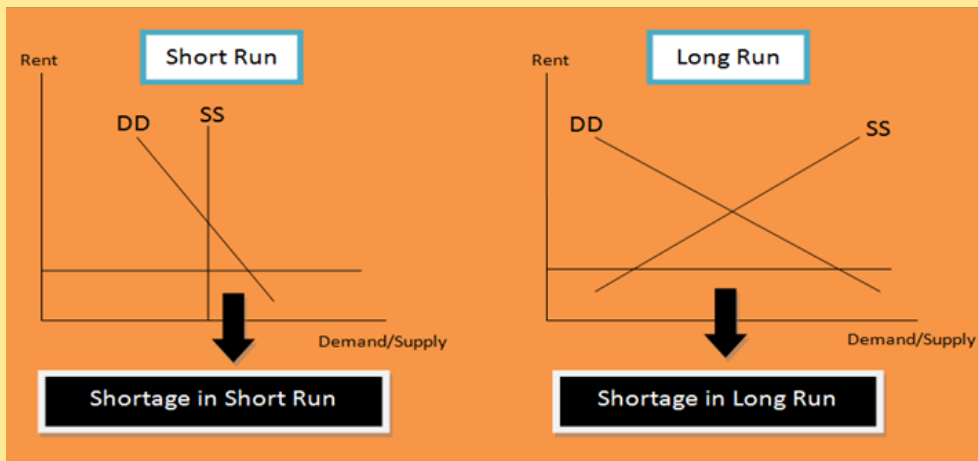 Short Run
Rent
DD
SS
Demand/Supply
Shortage in Short Run
Long Run
Rent
DD
SS
Demand/Supply
Shortage in Long Run